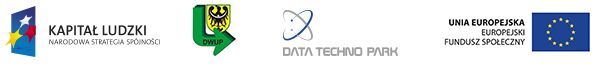 KAPITAŁ LUDZKI
NARODOWA STRATEGIA SPÓJNOŚCI
DWUP
DATA TECHNO PARK
UNIA EUROPEJSKA
EUROPEJSKI
FUNDUSZ SPOŁECZNY